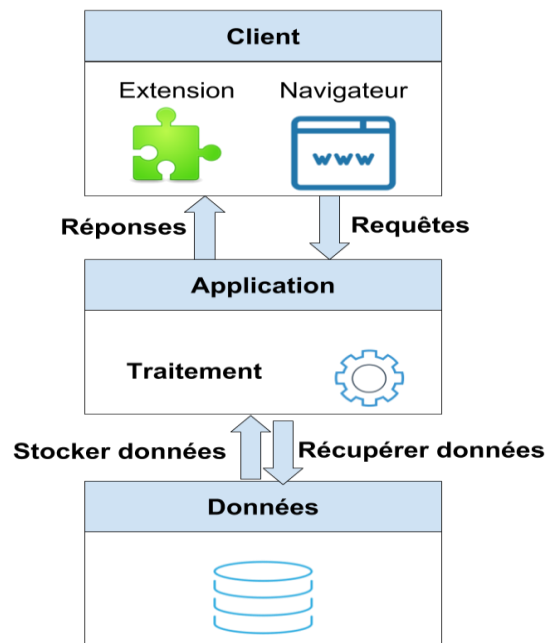 Client
Extension Navigateur
www
Réponses Requêtes
Application
Traitement
Stocker données Récupérer données
Données